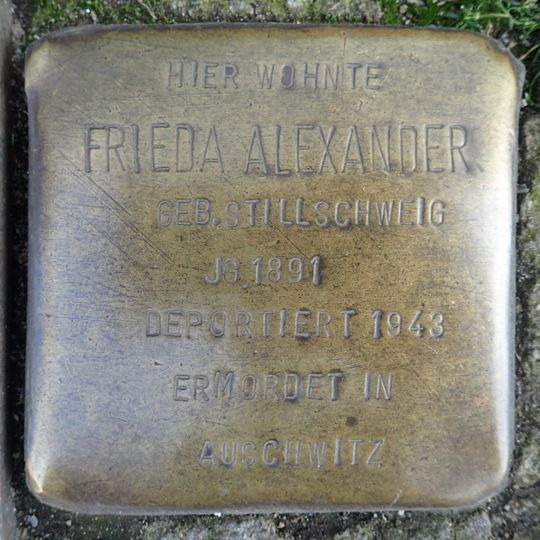 HIER WOHNTE
FRIEDA ALEXANDER
GEB. STILLSCHWEIG
JG. 1891
DEPORTIERT 1943
ERMORDET IN
AUSCHWITZ